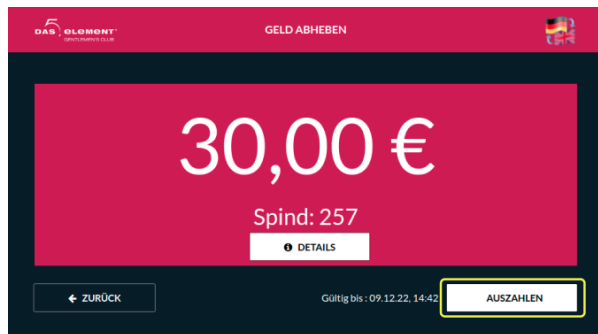 DAS 5. ELEMENT
GENTLEMEN'S CLUB
GELD ABHEBEN
30,00 €
Spind: 257
DETAILS
ZURÜCK
Gültig bis : 09.12.22, 14:42
AUSZAHLEN